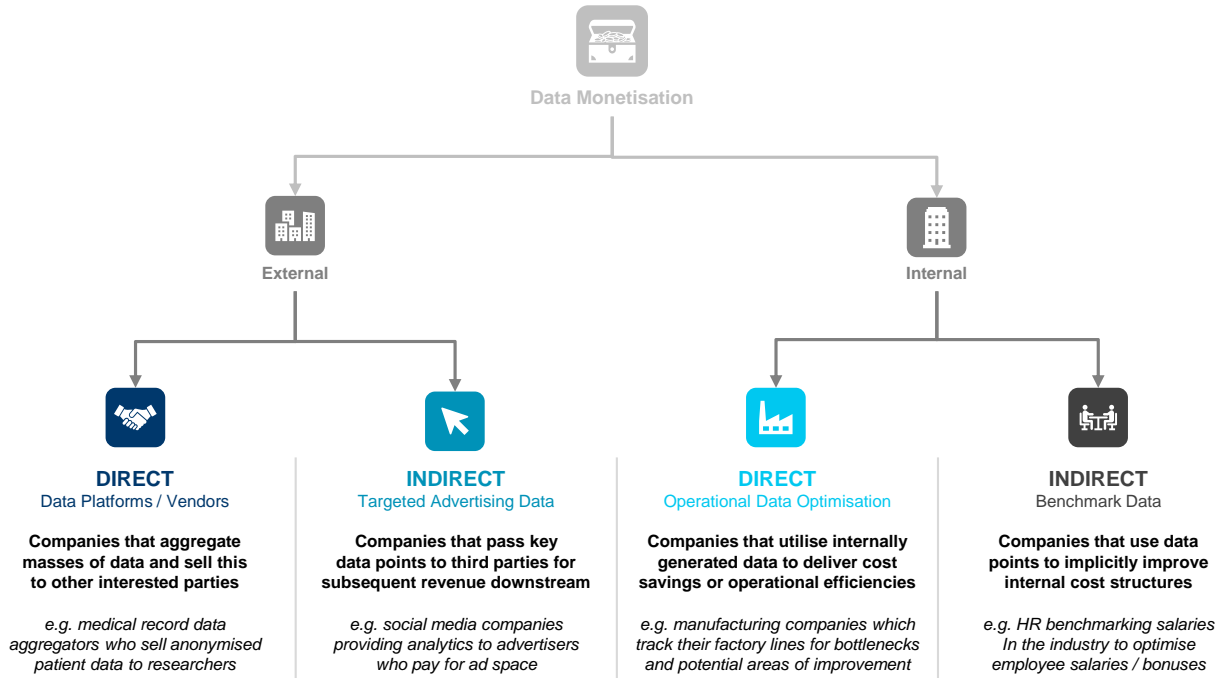 Data Monetisation
External
Internal
DIRECT
Data Platforms / Vendors
Companies that aggregate
masses of data and sell this
to other interested parties
e.g. medical record data
aggregators who sell anonymised
patient data to researchers
INDIRECT
Targeted Advertising Data
Companies that pass key
data points to third parties for
subsequent revenue downstream
e.g. social media companies
providing analytics to advertisers
who pay for ad space
DIRECT
Operational Data Optimisation
Companies that utilise internally
generated data to deliver cost
savings or operational efficiencies
e.g. manufacturing companies which
track their factory lines for bottlenecks
and potential areas of improvement
INDIRECT
Benchmark Data
Companies that use data
points to implicitly improve
internal cost structures
e.g. HR benchmarking salaries
In the industry to optimise
employee salaries / bonuses